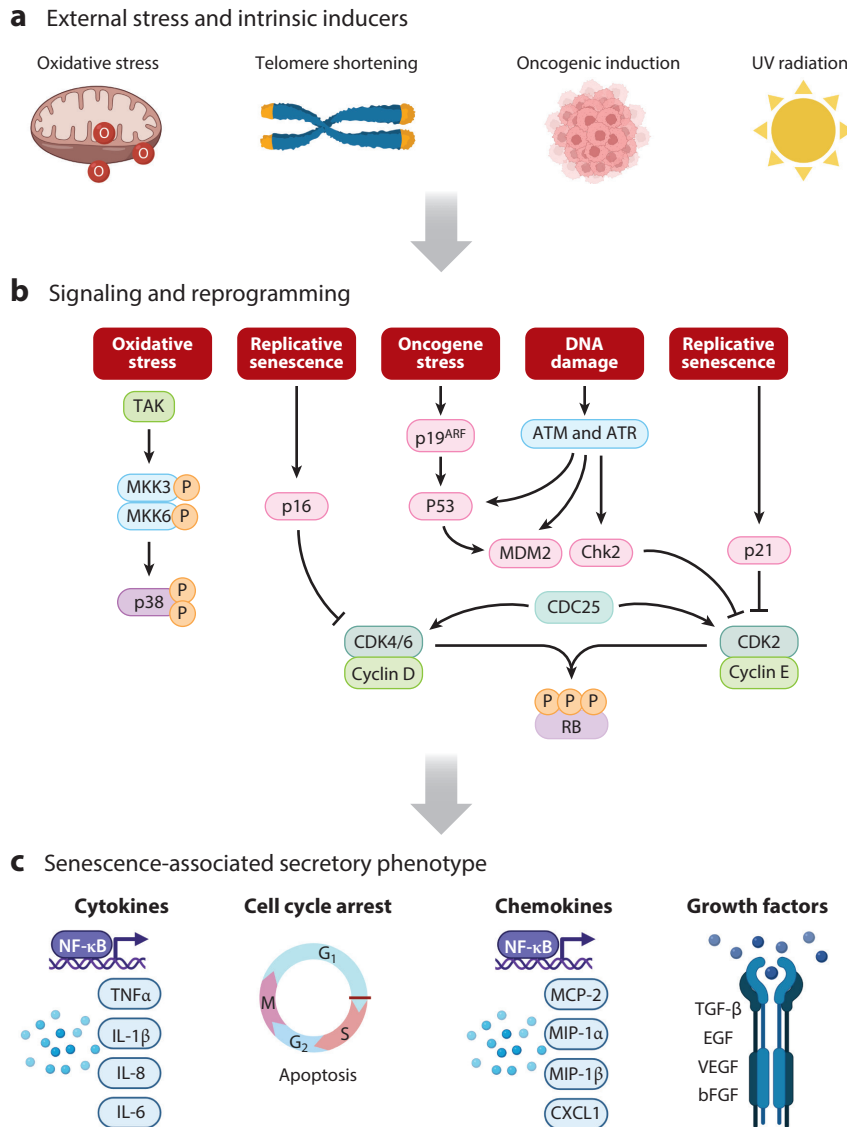 a External stress and intrinsic inducers
Oxidative stress
Telomere shortening
Oncogenic induction
UV radiation
O
O
O
b Signaling and reprogramming
Oxidative
stress
Replicative
senescence
Oncogene
stress
DNA
damage
Replicative
senescence
TAK
p19ARF
ATM and ATR
MKK3 P
MKK6 P
p16
P53
MDM2
Chk2
p21
p38
P
P
CDC25
CDK4/6
Cyclin D
CDK2
Cyclin E
P P P
RB
c Senescence-associated secretory phenotype
Cytokines
NF-κB
TNFα
IL-1β
IL-8
IL-6
Cell cycle arrest
G1
M
S
G2
Apoptosis
Chemokines
NF-κB
MCP-2
MIP-1α
MIP-1β
CXCL1
Growth factors
TGF-β
EGF
VEGF
bFGF